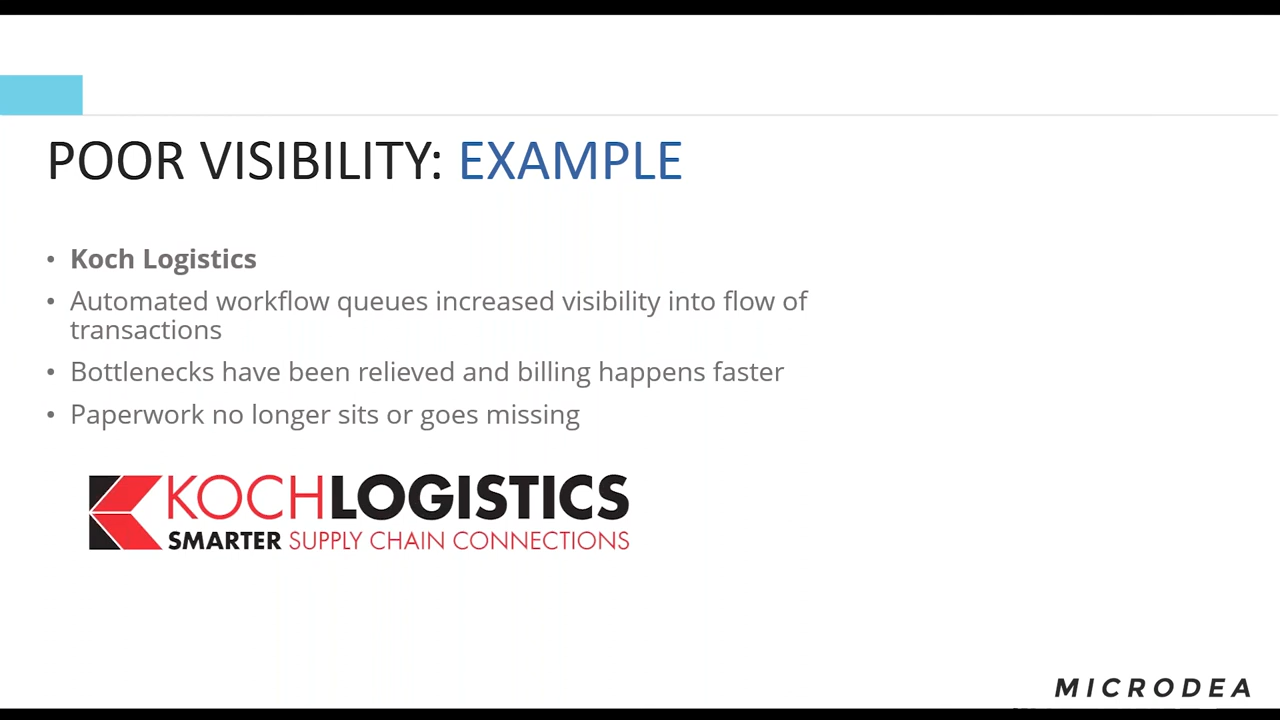 POOR VISIBILITY: EXAMPLE
• Koch Logistics
• Automated workflow queues increased visibility into flow of
transactions
• Bottlenecks have been relieved and billing happens faster
• Paperwork no longer sits or goes missing
KOCHLOGISTICS
SMARTER SUPPLY CHAIN CONNECTIONS
MICRODEA